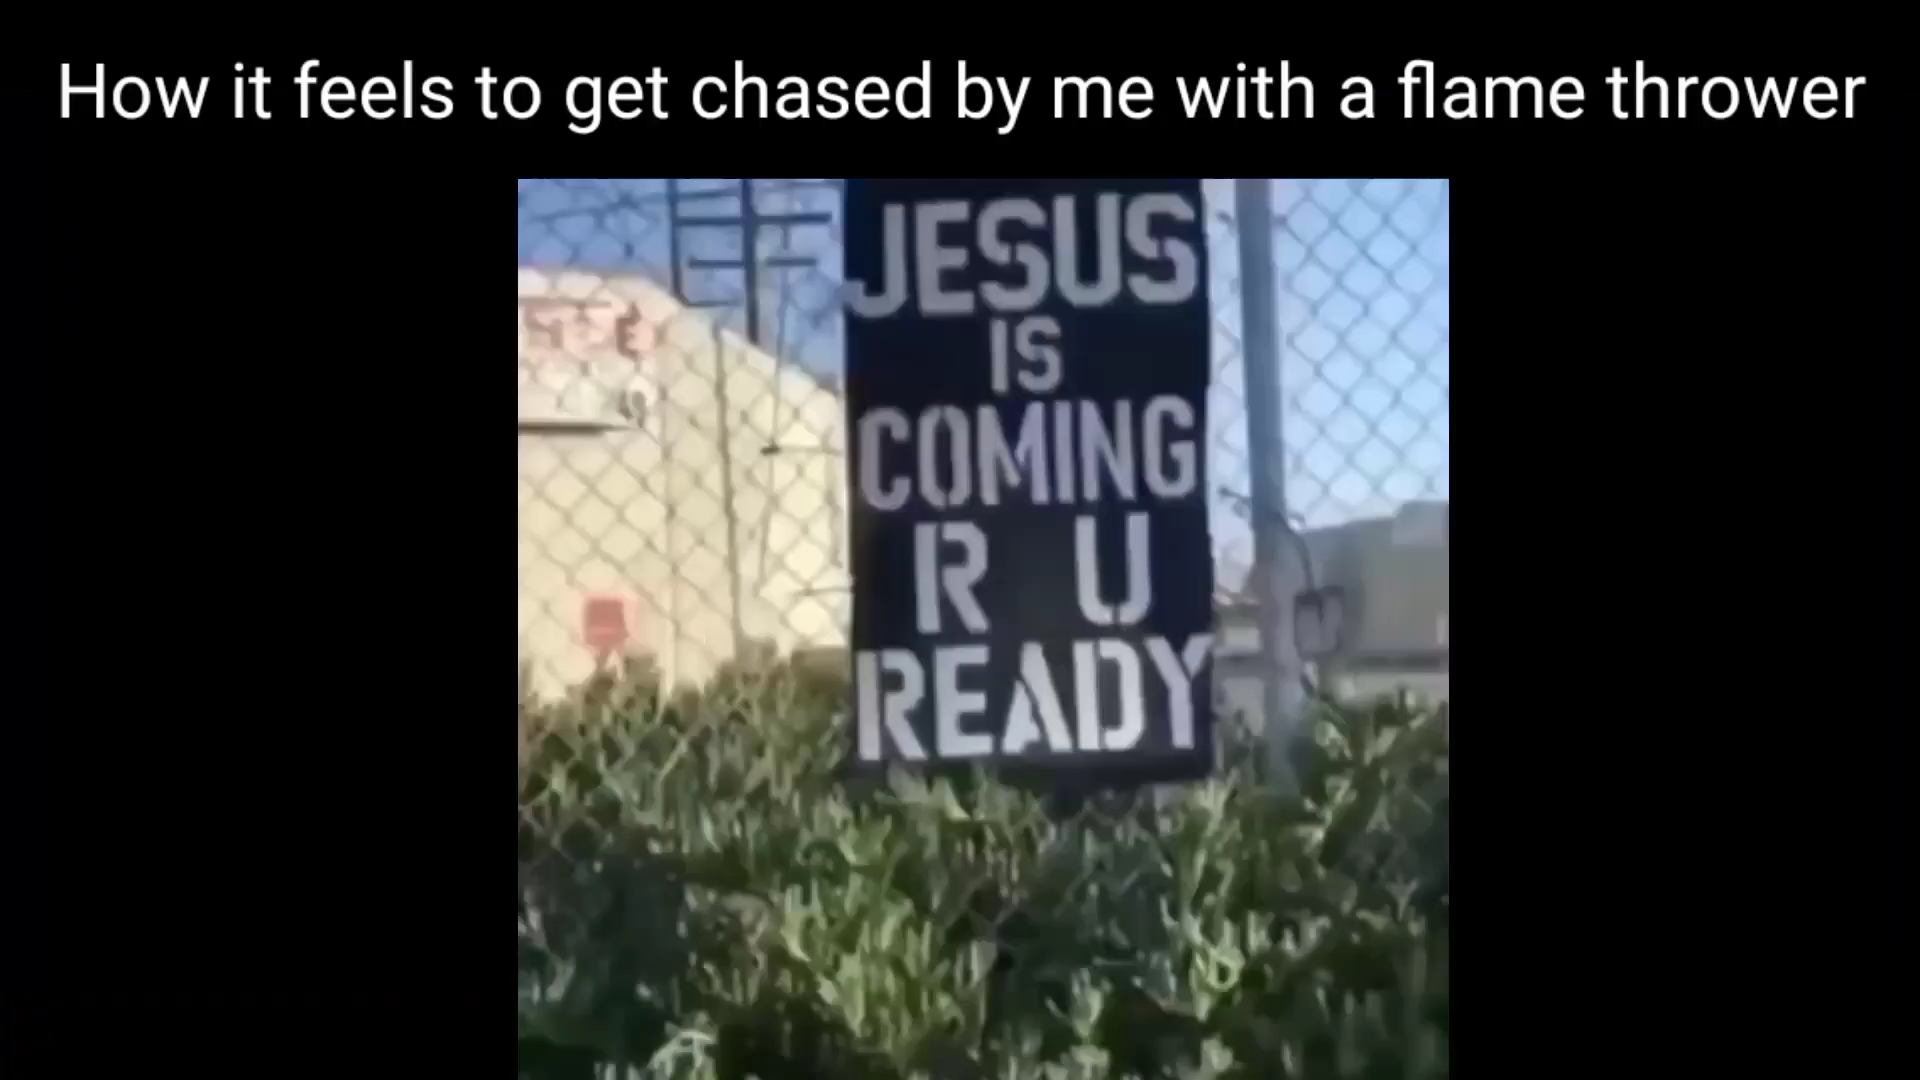 How it feels to get chased by me with a flame thrower
JESUS
IS
COMING
R U
READY